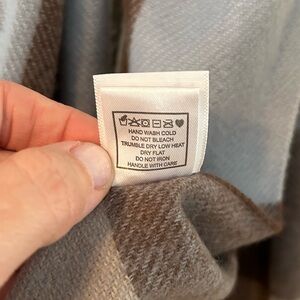 HAND WASH COLD
DO NOT BLEACH
TRUMBLE DRY LOW HEAT
DRY FLAT
DO NOT IRON
HANDLE WITH CARE